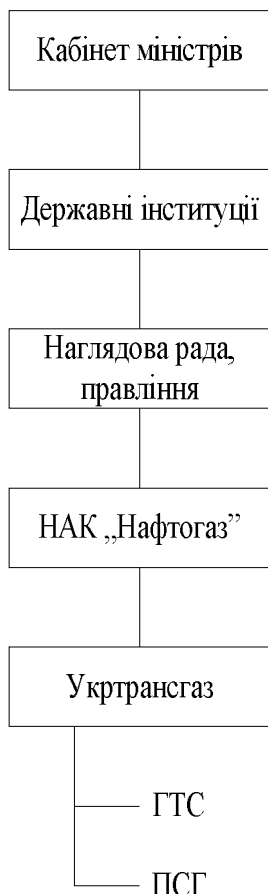 Кабінет міністрів
Державні інституції
Наглядова рада,
правління
НАК „Нафтогаз”
Укртрансгаз
ГТС
ПСГ